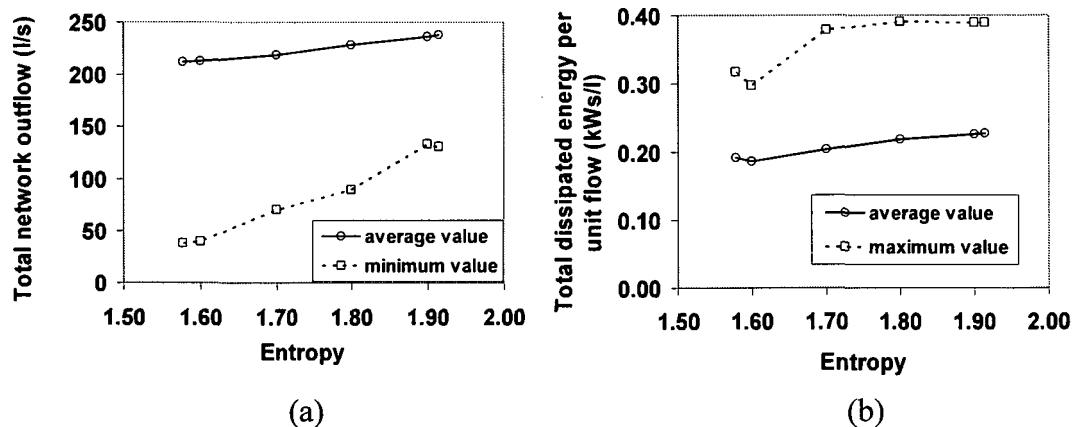 Total network outflow (l/s)
250
200
150
100
50
0
1.50
1.60
1.70
1.80
1.90
2.00
average value
minimum value
Entropy
(a)
Total dissipated energy per
unit flow (kWs/l)
0.40
0.30
0.20
0.10
0.00
1.50
1.60
1.70
1.80
1.90
2.00
average value
maximum value
Entropy
(b)